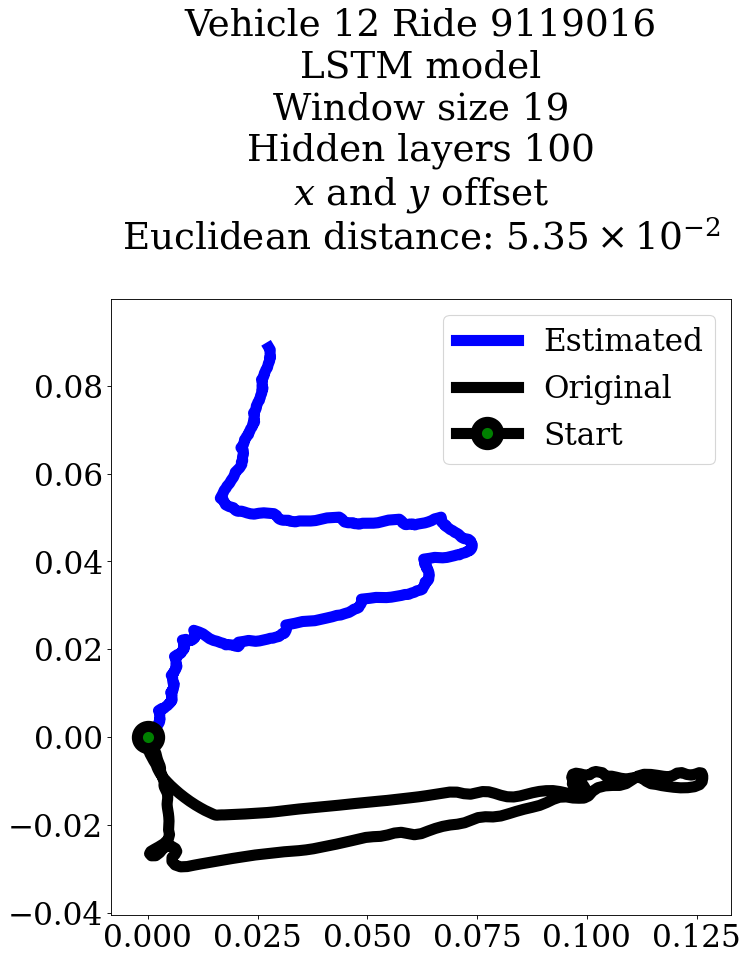 Vehicle 12 Ride 9119016
LSTM model
Window size 19
Hidden layers 100
x and y offset
Euclidean distance: 5.35 × 10⁻²
Estimated
Original
Start
0.08
0.06
0.04
0.02
0.00
−0.02
−0.04
0.000 0.025 0.050 0.075 0.100 0.125